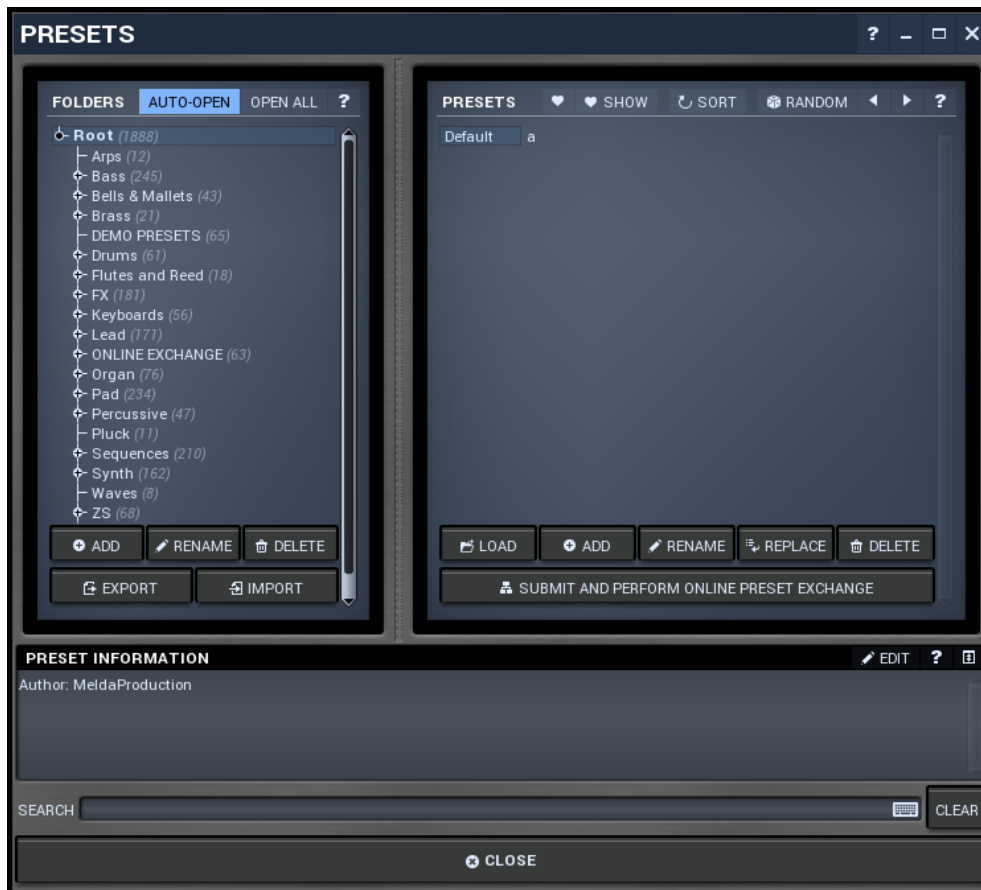 PRESETS ?
FOLDERS AUTO-OPEN OPEN ALL ?
Root (1888)
Arps (12)
Bass (245)
Bells & Mallets (43)
Brass (21)
DEMO PRESETS (65)
Drums (61)
Flutes and Reed (18)
FX (181)
Keyboards (56)
Lead (171)
ONLINE EXCHANGE (63)
Organ (76)
Pad (234)
Percussive (47)
Pluck (11)
Sequences (210)
Synth (162)
Waves (8)
ZS (68)
ADD RENAME DELETE
EXPORT IMPORT
PRESETS SHOW SORT RANDOM ?
Default a
LOAD ADD RENAME REPLACE DELETE
SUBMIT AND PERFORM ONLINE PRESET EXCHANGE
PRESET INFORMATION EDIT ?
Author: MeldaProduction
SEARCH CLEAR
CLOSE